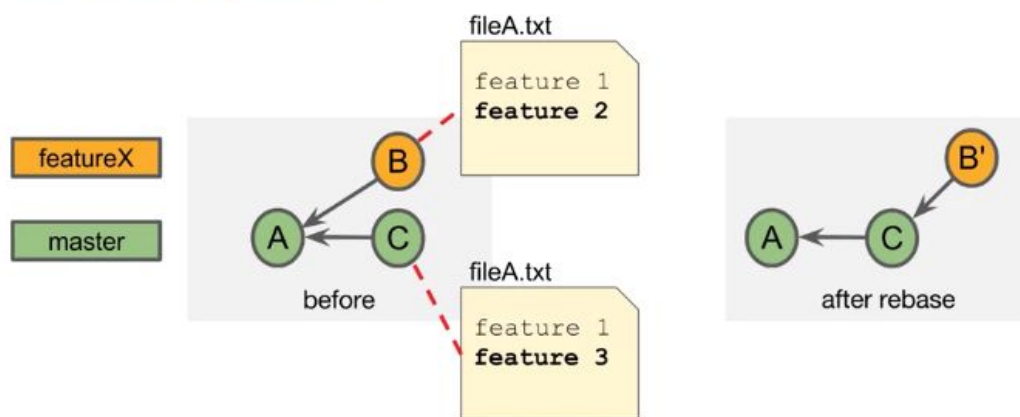 fileA.txt
feature 1
feature 2
featureX
B
B'
master
A
C
A
C
before
after rebase
fileA.txt
feature 1
feature 3